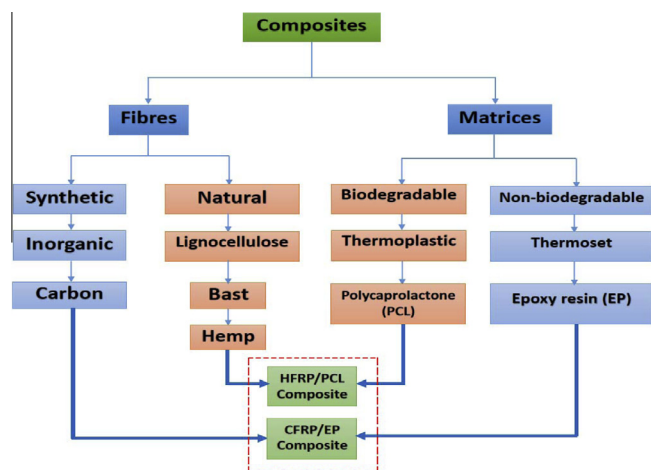 Composites
Fibres
Matrices
Synthetic
Natural
Biodegradable
Non-biodegradable
Inorganic
Lignocellulose
Thermoplastic
Thermoset
Carbon
Bast
Polycaprolactone
(PCL)
Epoxy resin (EP)
Hemp
HFRP/PCL
Composite
CFRP/EP
Composite